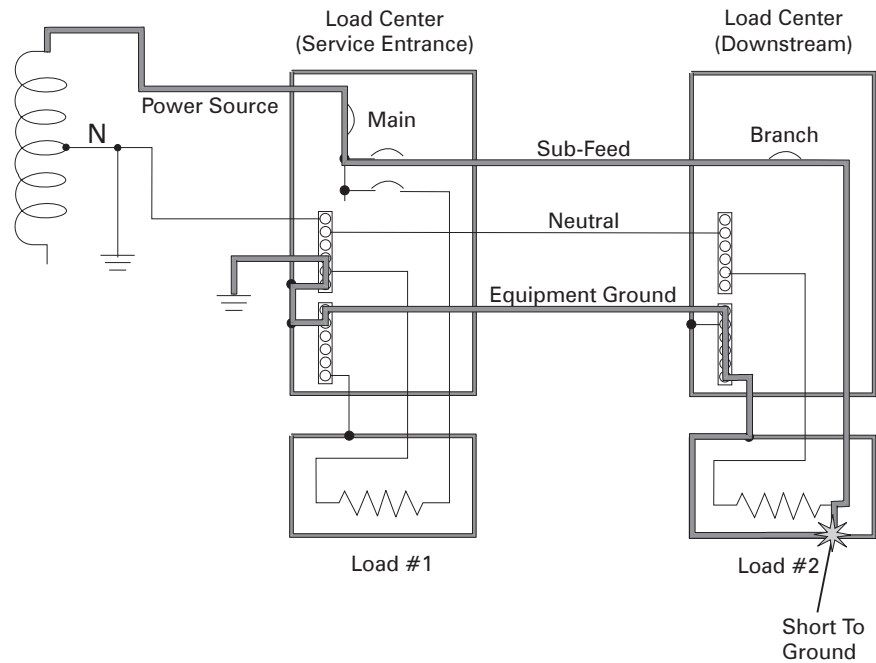 Load Center
(Service Entrance)
Load Center
(Downstream)
Power Source
Main
N
Sub-Feed
Branch
Neutral
Equipment Ground
Load #1
Load #2
Short To
Ground